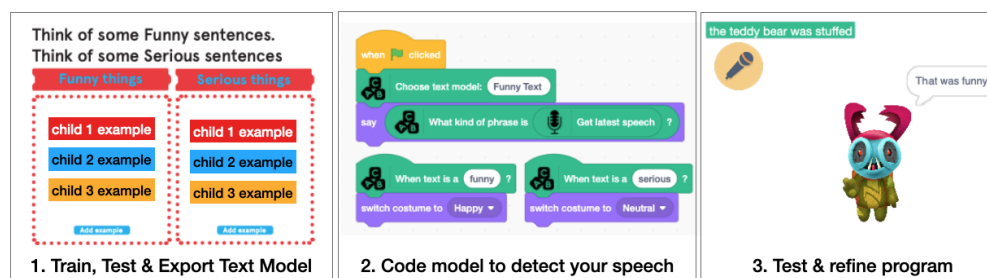 Think of some Funny sentences.
Think of some Serious sentences
Funny things
Serious things
child 1 example
child 2 example
child 3 example
Add example
child 1 example
child 2 example
child 3 example
Add example
1. Train, Test & Export Text Model
when clicked
Choose text model: Funny Text
say What kind of phrase is Get latest speech ?
When text is a funny ?
switch costume to Happy
When text is a serious ?
switch costume to Neutral
2. Code model to detect your speech
the teddy bear was stuffed
That was funny
3. Test & refine program